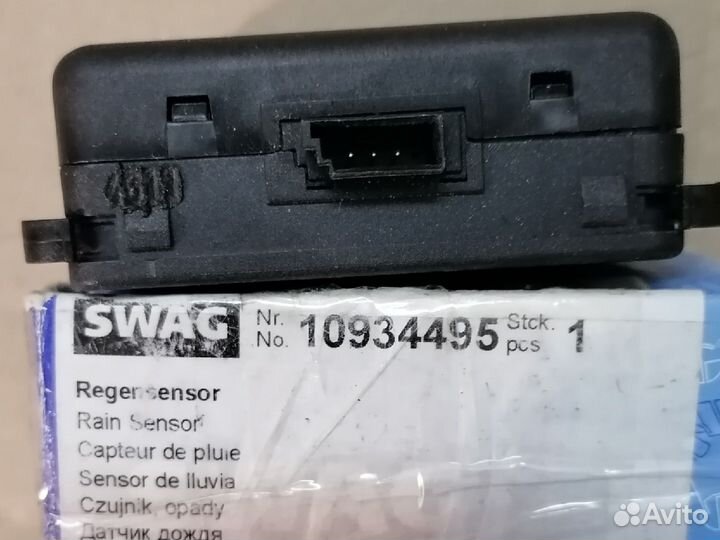 SWAG Nr. No. 10934495 Stck. pcs 1
Regensensor
Rain Sensor
Capteur de pluie
Sensor de lluvia
Czujnik, opady
Датчик дождя
SWAG
Avito